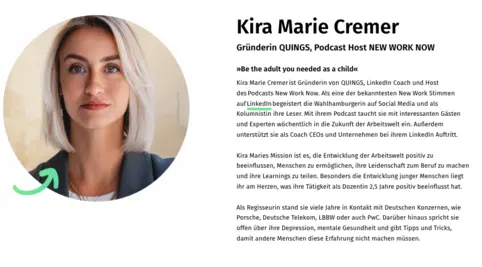 Kira Marie Cremer
Gründerin QUINGS, Podcast Host NEW WORK NOW
»Be the adult you needed as a child«
Kira Marie Cremer ist Gründerin von QUINGS, LinkedIn Coach und Host
des Podcasts New Work Now. Als eine der bekanntesten New Work Stimmen
auf LinkedIn begeistert die Wahlhamburgerin auf Social Media und als
Kolumnistin ihre Leser. Mit ihrem Podcast taucht sie mit interessanten Gästen
und Experten wöchentlich in die Zukunft der Arbeitswelt ein. Außerdem
unterstützt sie als Coach CEOs und Unternehmen bei ihrem LinkedIn Auftritt.
Kira Maries Mission ist es, die Entwicklung der Arbeitswelt positiv zu
beeinflussen, Menschen zu ermöglichen, ihre Leidenschaft zum Beruf zu machen
und ihre Learnings zu teilen. Besonders die Entwicklung junger Menschen liegt
ihr am Herzen, was ihre Tätigkeit als Dozentin 2,5 Jahre positiv beeinflusst hat.
Als Regisseurin stand sie viele Jahre in Kontakt mit Deutschen Konzernen, wie
Porsche, Deutsche Telekom, LBBW oder auch PwC. Darüber hinaus spricht sie
offen über ihre Depression, mentale Gesundheit und gibt Tipps und Tricks,
damit andere Menschen diese Erfahrung nicht machen müssen.